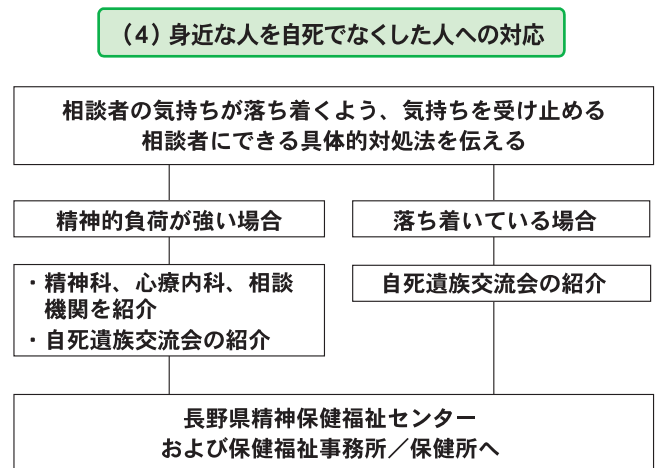 （4）身近な人を自死でなくした人への対応
相談者の気持ちが落ち着くよう、気持ちを受け止める
相談者にできる具体的対処法を伝える
精神的負荷が強い場合
落ち着いている場合
・精神科、心療内科、相談
機関を紹介
・自死遺族交流会の紹介
自死遺族交流会の紹介
長野県精神保健福祉センター
および保健福祉事務所／保健所へ